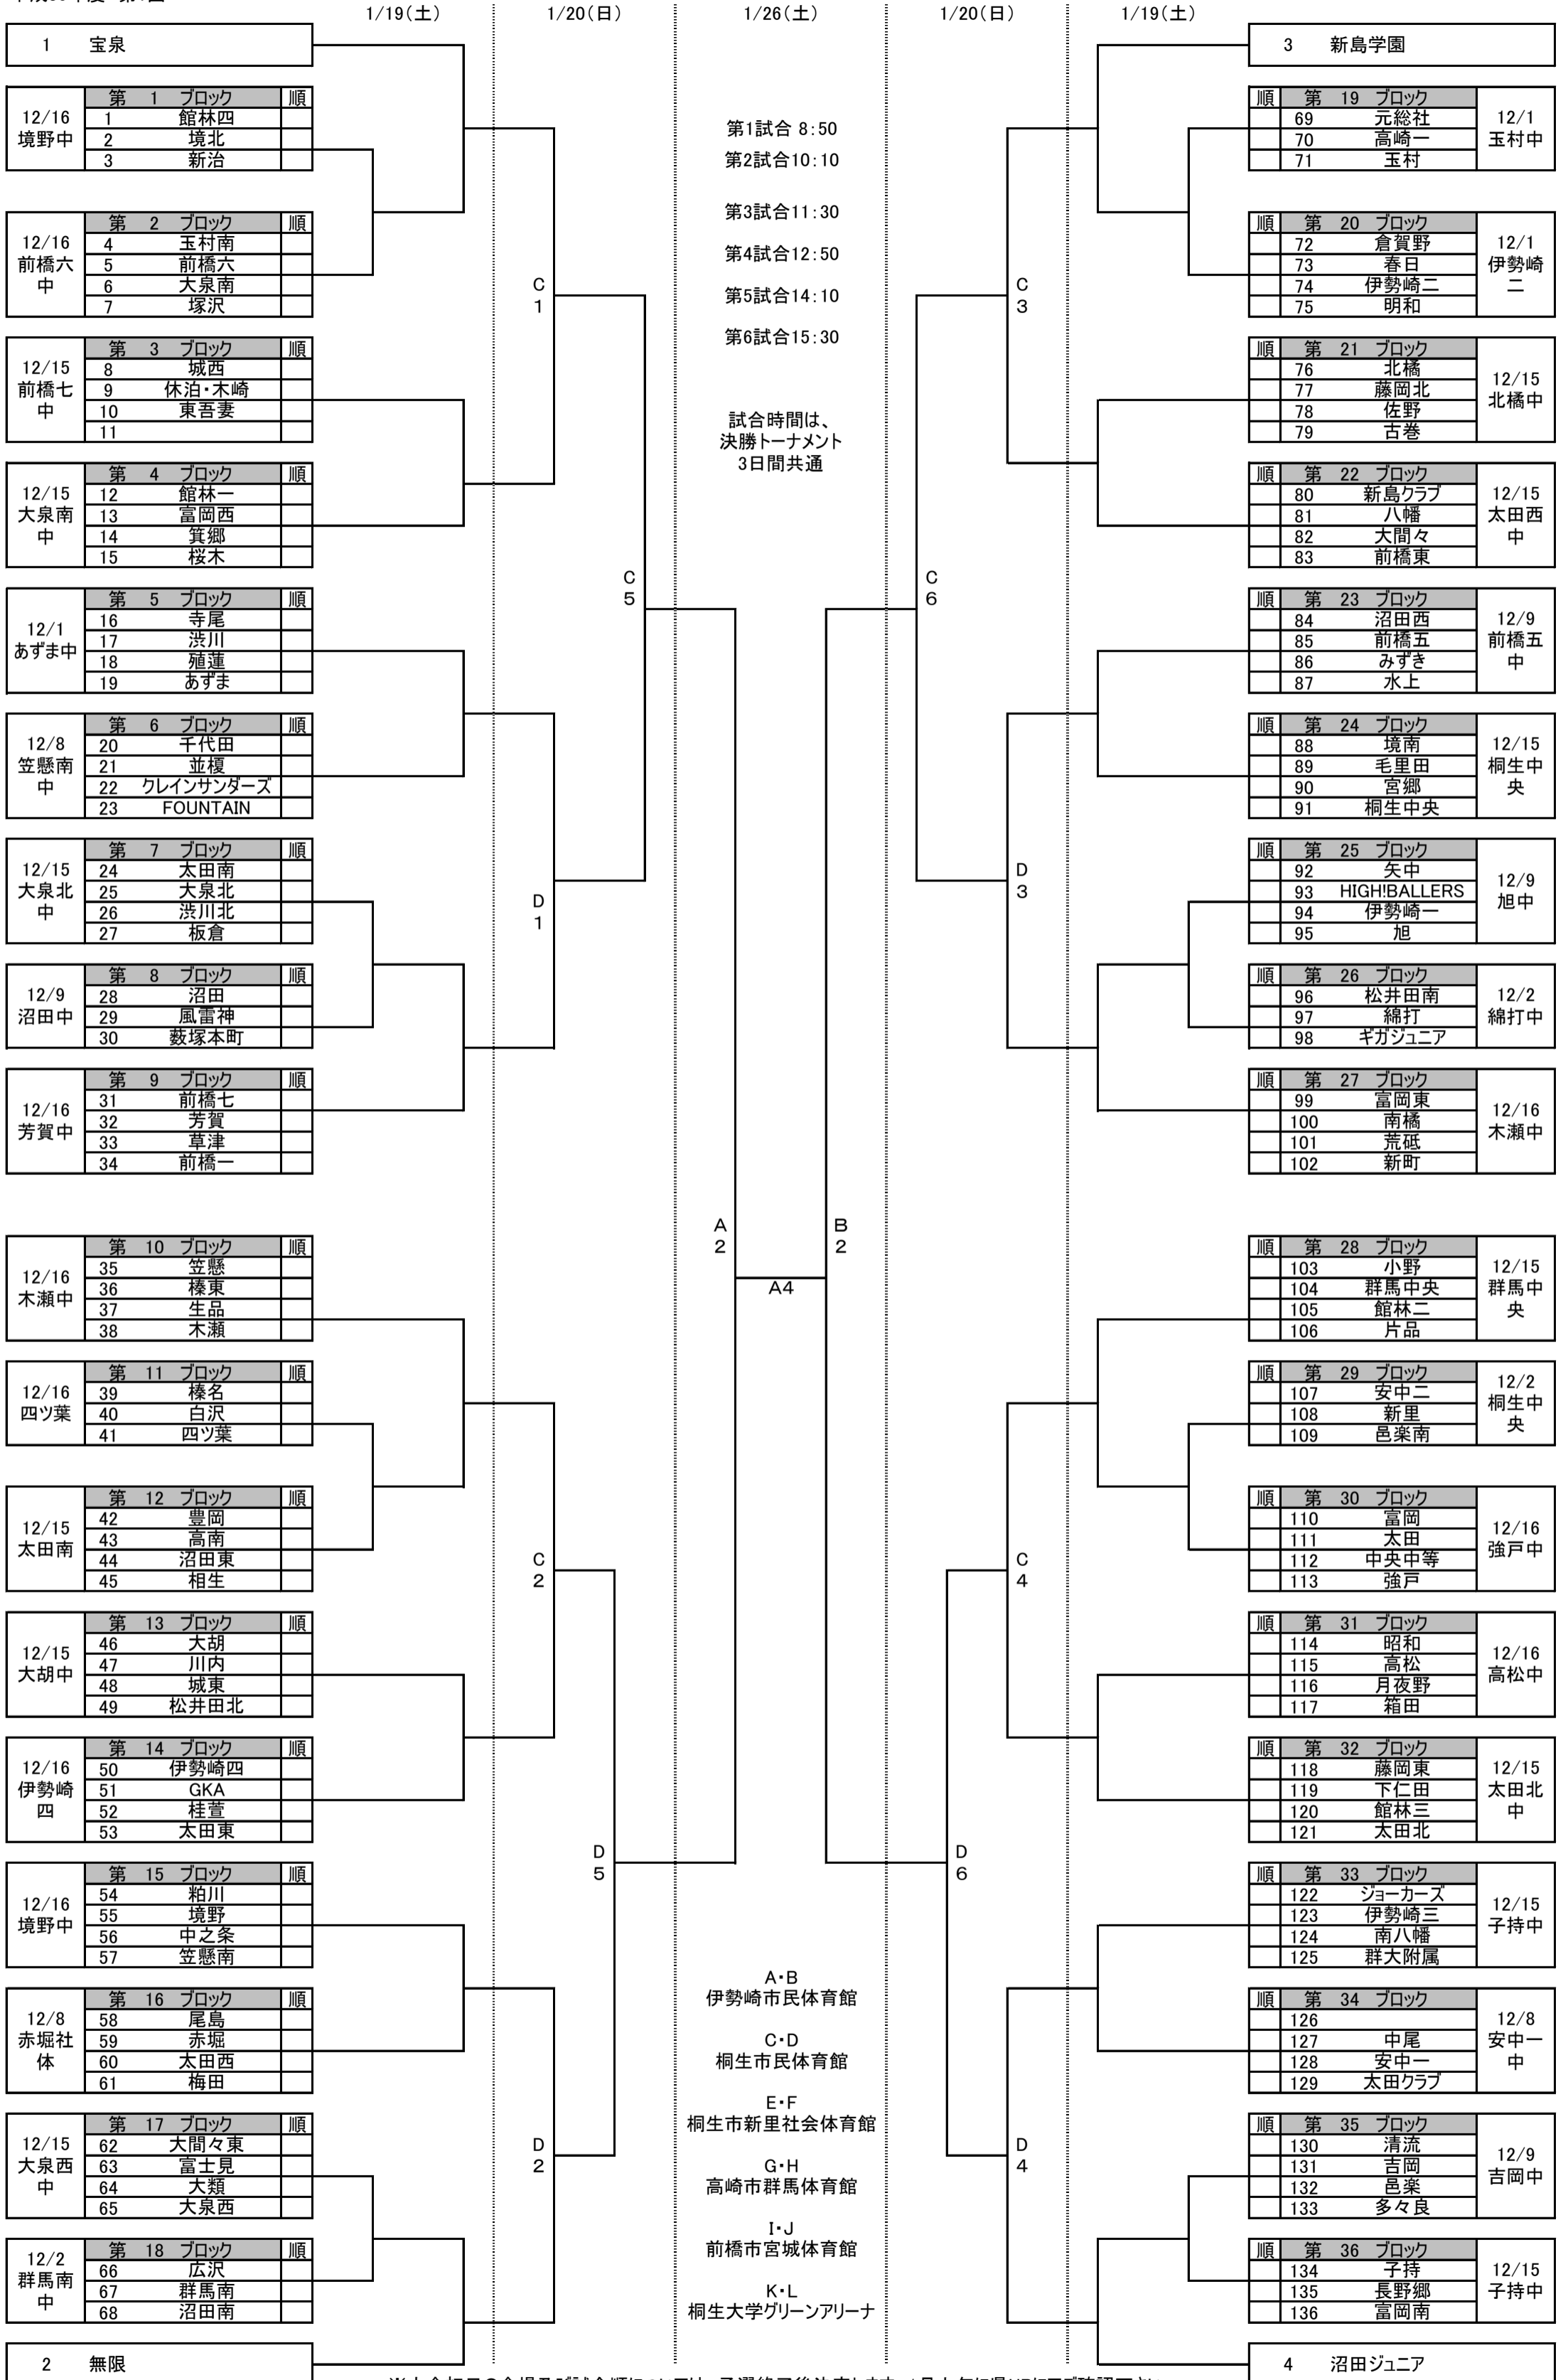 1/19(土)
1/20(日)
1/26(土)
1/20(日)
1/19(土)
1 宝泉
12/16
境野中
第 1 ブロック 順
1 館林四
2 境北
3 新治
12/16
前橋六
中
第 2 ブロック 順
4 玉村南
5 前橋六
6 大泉南
7 塚沢
12/15
前橋七
中
第 3 ブロック 順
8 城西
9 休泊・木崎
10 東吾妻
11
12/15
大泉南
中
第 4 ブロック 順
12 館林一
13 富岡西
14 箕郷
15 桜木
12/1
あずま中
第 5 ブロック 順
16 寺尾
17 渋川
18 殖蓮
19 あずま
12/8
笠懸南
中
第 6 ブロック 順
20 千代田
21 並榎
22 クレインサンダーズ
23 FOUNTAIN
12/15
大泉北
中
第 7 ブロック 順
24 太田南
25 大泉北
26 渋川北
27 板倉
12/9
沼田中
第 8 ブロック 順
28 沼田
29 風雷神
30 薮塚本町
12/16
芳賀中
第 9 ブロック 順
31 前橋七
32 芳賀
33 草津
34 前橋一
12/16
木瀬中
第 10 ブロック 順
35 笠懸
36 榛東
37 生品
38 木瀬
12/16
四ツ葉
第 11 ブロック 順
39 榛名
40 白沢
41 四ツ葉
12/15
太田南
第 12 ブロック 順
42 豊岡
43 高南
44 沼田東
45 相生
12/15
大胡中
第 13 ブロック 順
46 大胡
47 川内
48 城東
49 松井田北
12/16
伊勢崎
四
第 14 ブロック 順
50 伊勢崎四
51 GKA
52 桂萱
53 太田東
12/16
境野中
第 15 ブロック 順
54 粕川
55 境野
56 中之条
57 笠懸南
12/8
赤堀社
体
第 16 ブロック 順
58 尾島
59 赤堀
60 太田西
61 梅田
12/15
大泉西
中
第 17 ブロック 順
62 大間々東
63 富士見
64 大類
65 大泉西
12/2
群馬南
中
第 18 ブロック 順
66 広沢
67 群馬南
68 沼田南
2 無限
C
1
D
1
C
5
C
2
D
5
D
2
第1試合 8:50
第2試合10:10
第3試合11:30
第4試合12:50
第5試合14:10
第6試合15:30
試合時間は、
決勝トーナメント
3日間共通
A
2
B
2
A4
A・B
伊勢崎市民体育館
C・D
桐生市民体育館
E・F
桐生市新里社会体育館
G・H
高崎市群馬体育館
I・J
前橋市宮城体育館
K・L
桐生大学グリーンアリーナ
C
3
C
6
D
3
C
4
D
6
D
4
3 新島学園
順 第 19 ブロック
69 元総社
70 高崎一
71 玉村
12/1
玉村中
順 第 20 ブロック
72 倉賀野
73 春日
74 伊勢崎二
75 明和
12/1
伊勢崎
二
順 第 21 ブロック
76 北橘
77 藤岡北
78 佐野
79 古巻
12/15
北橘中
順 第 22 ブロック
80 新島クラブ
81 八幡
82 大間々
83 前橋東
12/15
太田西
中
順 第 23 ブロック
84 沼田西
85 前橋五
86 みずき
87 水上
12/9
前橋五
中
順 第 24 ブロック
88 境南
89 毛里田
90 宮郷
91 桐生中央
12/15
桐生中
央
順 第 25 ブロック
92 矢中
93 HIGH!BALLERS
94 伊勢崎一
95 旭
12/9
旭中
順 第 26 ブロック
96 松井田南
97 綿打
98 ギガジュニア
12/2
綿打中
順 第 27 ブロック
99 富岡東
100 南橘
101 荒砥
102 新町
12/16
木瀬中
順 第 28 ブロック
103 小野
104 群馬中央
105 館林二
106 片品
12/15
群馬中
央
順 第 29 ブロック
107 安中二
108 新里
109 邑楽南
12/2
桐生中
央
順 第 30 ブロック
110 富岡
111 太田
112 中央中等
113 強戸
12/16
強戸中
順 第 31 ブロック
114 昭和
115 高松
116 月夜野
117 箱田
12/16
高松中
順 第 32 ブロック
118 藤岡東
119 下仁田
120 館林三
121 太田北
12/15
太田北
中
順 第 33 ブロック
122 ジョーカーズ
123 伊勢崎三
124 南八幡
125 群大附属
12/15
子持中
順 第 34 ブロック
126
127 中尾
128 安中一
129 太田クラブ
12/8
安中一
中
順 第 35 ブロック
130 清流
131 吉岡
132 邑楽
133 多々良
12/9
吉岡中
順 第 36 ブロック
134 子持
135 長野郷
136 富岡南
12/15
子持中
4 沼田ジュニア